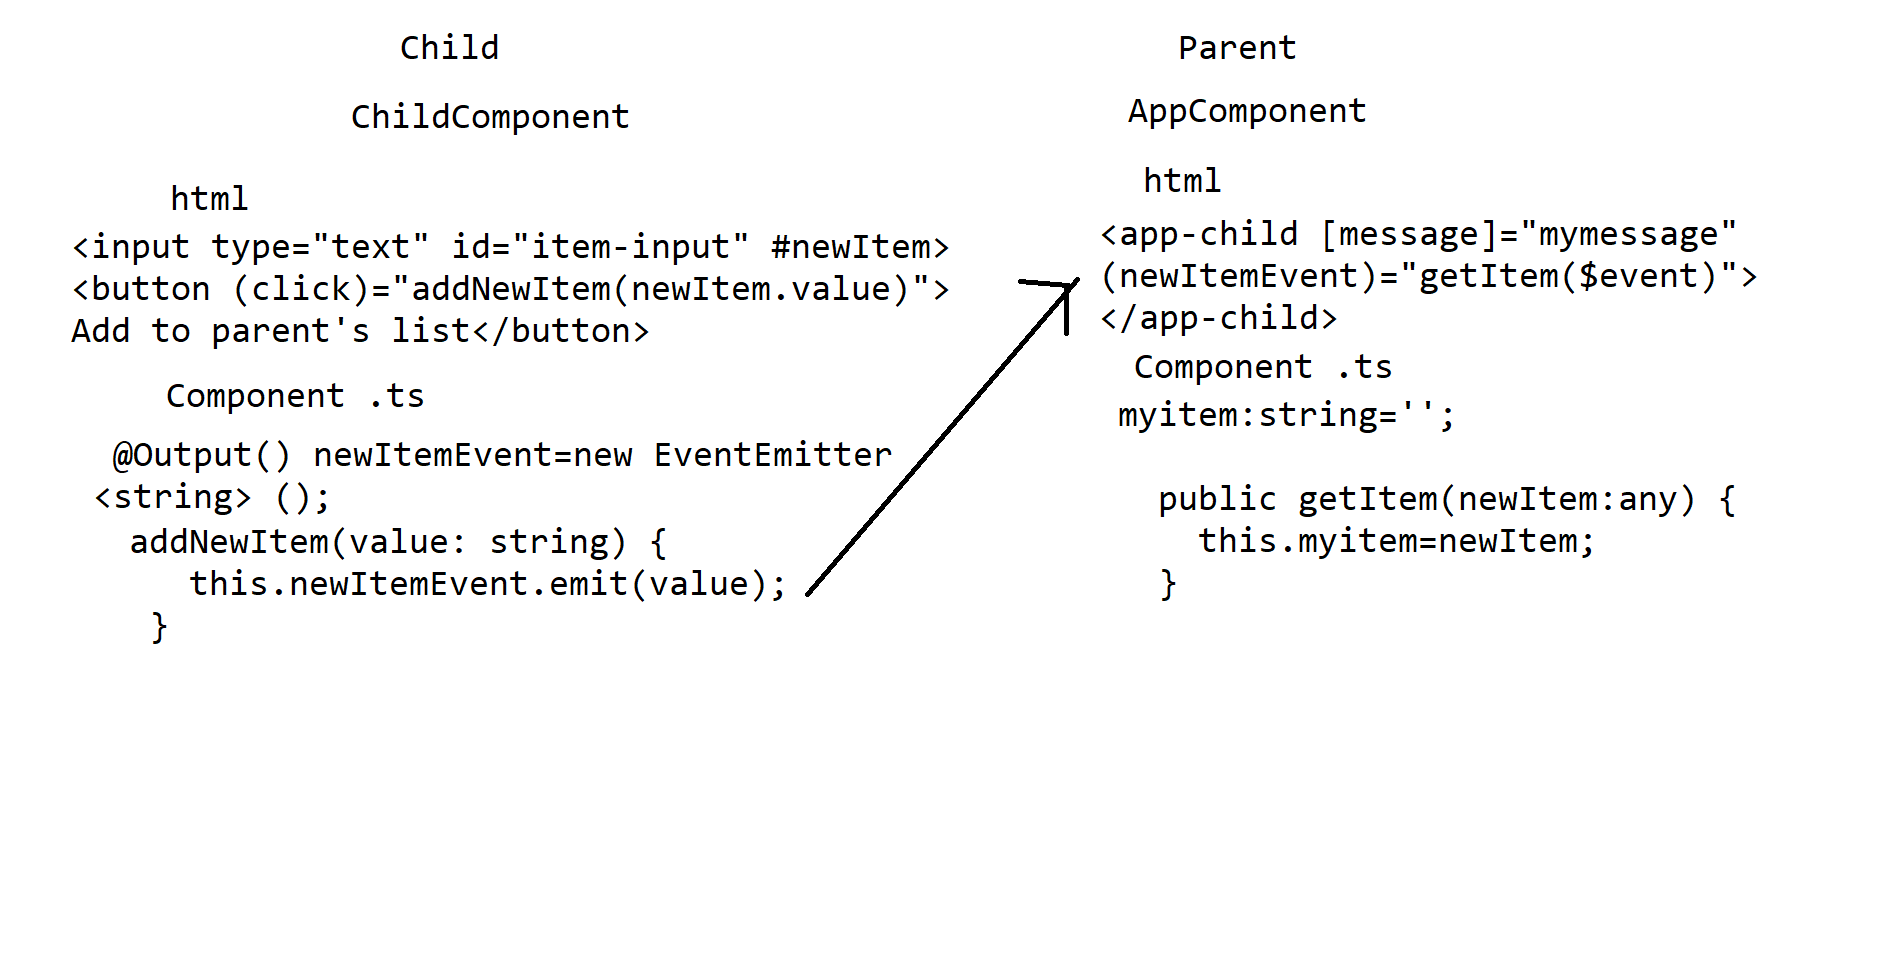 Child
ChildComponent
html
<input type="text" id="item-input" #newItem>
<button (click)="addNewItem(newItem.value)">
Add to parent's list</button>
Component .ts
@Output() newItemEvent=new EventEmitter
<string> ();
addNewItem(value: string) {
this.newItemEvent.emit(value);
}
Parent
AppComponent
html
<app-child [message]="mymessage"
(newItemEvent)="getItem($event)">
</app-child>
Component .ts
myitem:string='';
public getItem(newItem:any) {
this.myitem=newItem;
}